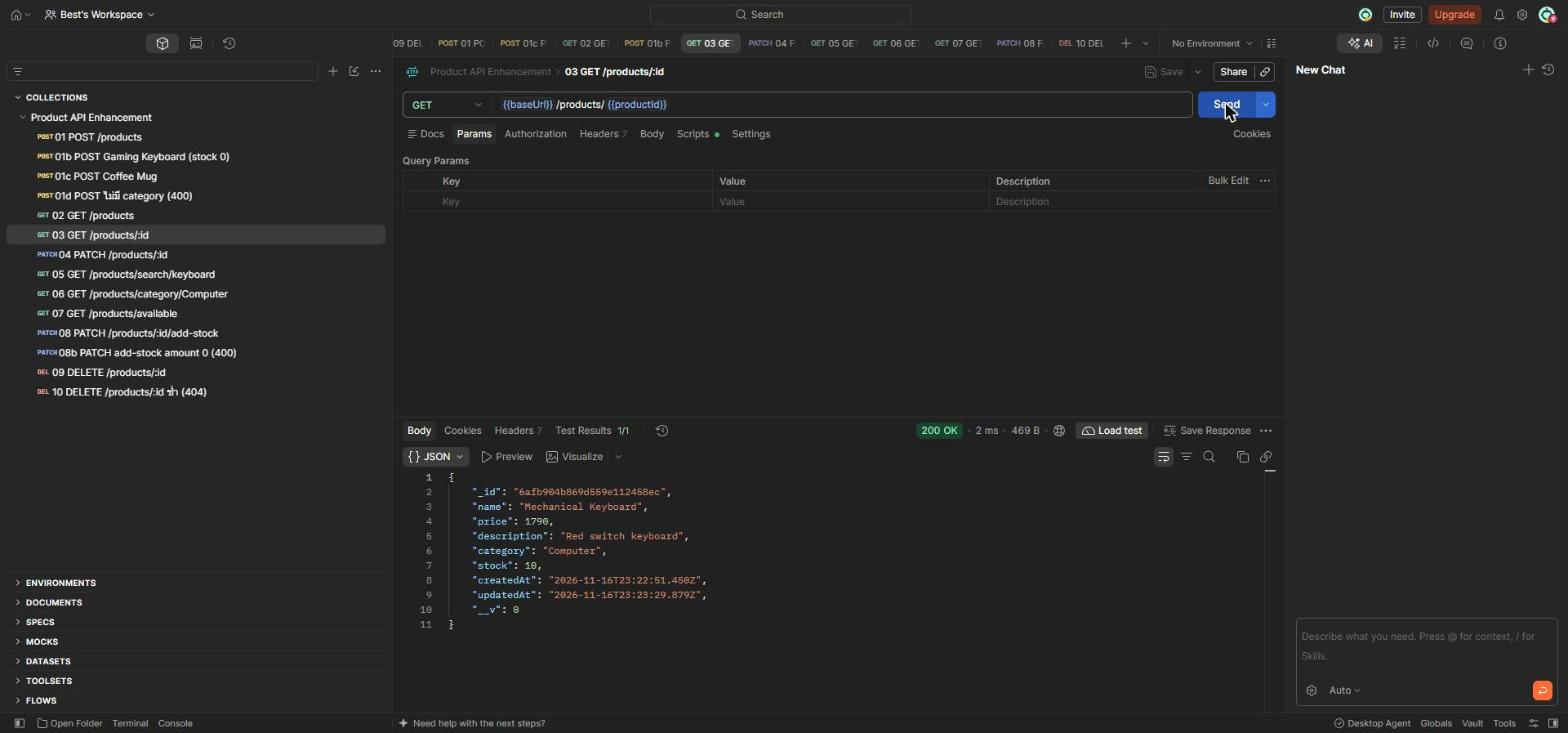 Best's Workspace
Search
Invite
Upgrade
09 DEL
POST 01 PC
POST 01c P
GET 02 GE
POST 01b P
GET 03 GE
PATCH 04 F
GET 05 GE
GET 06 GE
GET 07 GE
PATCH 08 F
DEL 10 DEL
No Environment
AI
Product API Enhancement > 03 GET /products/:id
Save
Share
New Chat
COLLECTIONS
Product API Enhancement
POST 01 POST /products
POST 01b POST Gaming Keyboard (stock 0)
POST 01c POST Coffee Mug
POST 01d POST ไม่มี category (400)
GET 02 GET /products
GET 03 GET /products/:id
PATCH 04 PATCH /products/:id
GET 05 GET /products/search/keyboard
GET 06 GET /products/category/Computer
GET 07 GET /products/available
PATCH 08 PATCH /products/:id/add-stock
PATCH 08b PATCH add-stock amount 0 (400)
DEL 09 DELETE /products/:id
DEL 10 DELETE /products/:id ซ้ำ (404)
ENVIRONMENTS
DOCUMENTS
SPECS
MOCKS
DATASETS
TOOLSETS
FLOWS
GET
{{baseUrl}} /products/ {{productId}}
Send
Docs
Params
Authorization
Headers 7
Body
Scripts
Settings
Cookies
Query Params
Key
Value
Description
Bulk Edit
Key
Value
Description
Body
Cookies
Headers 7
Test Results 1/1
200 OK
2 ms
469 B
Load test
Save Response
{} JSON
Preview
Visualize
1 {
2 "_id": "6afb904b869d559e112458ec",
3 "name": "Mechanical Keyboard",
4 "price": 1790,
5 "description": "Red switch keyboard",
6 "category": "Computer",
7 "stock": 10,
8 "createdAt": "2026-11-16T23:22:51.450Z",
9 "updatedAt": "2026-11-16T23:23:29.879Z",
10 "__v": 0
11 }
Describe what you need. Press @ for context, / for
Skills.
Auto
Open Folder
Terminal
Console
Need help with the next steps?
Desktop Agent
Globals
Vault
Tools